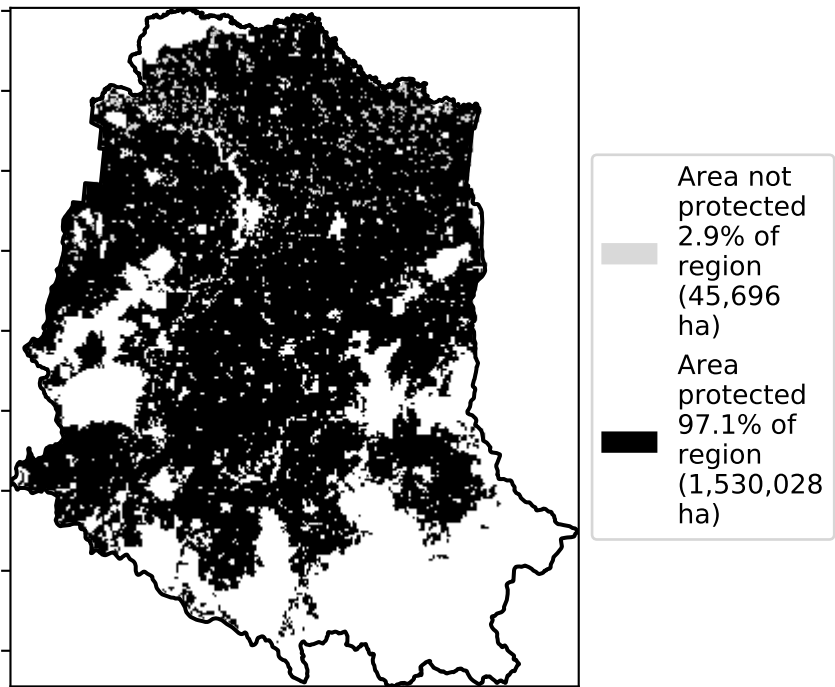 Area not
protected
2.9% of
region
(45,696
ha)
Area
protected
97.1% of
region
(1,530,028
ha)